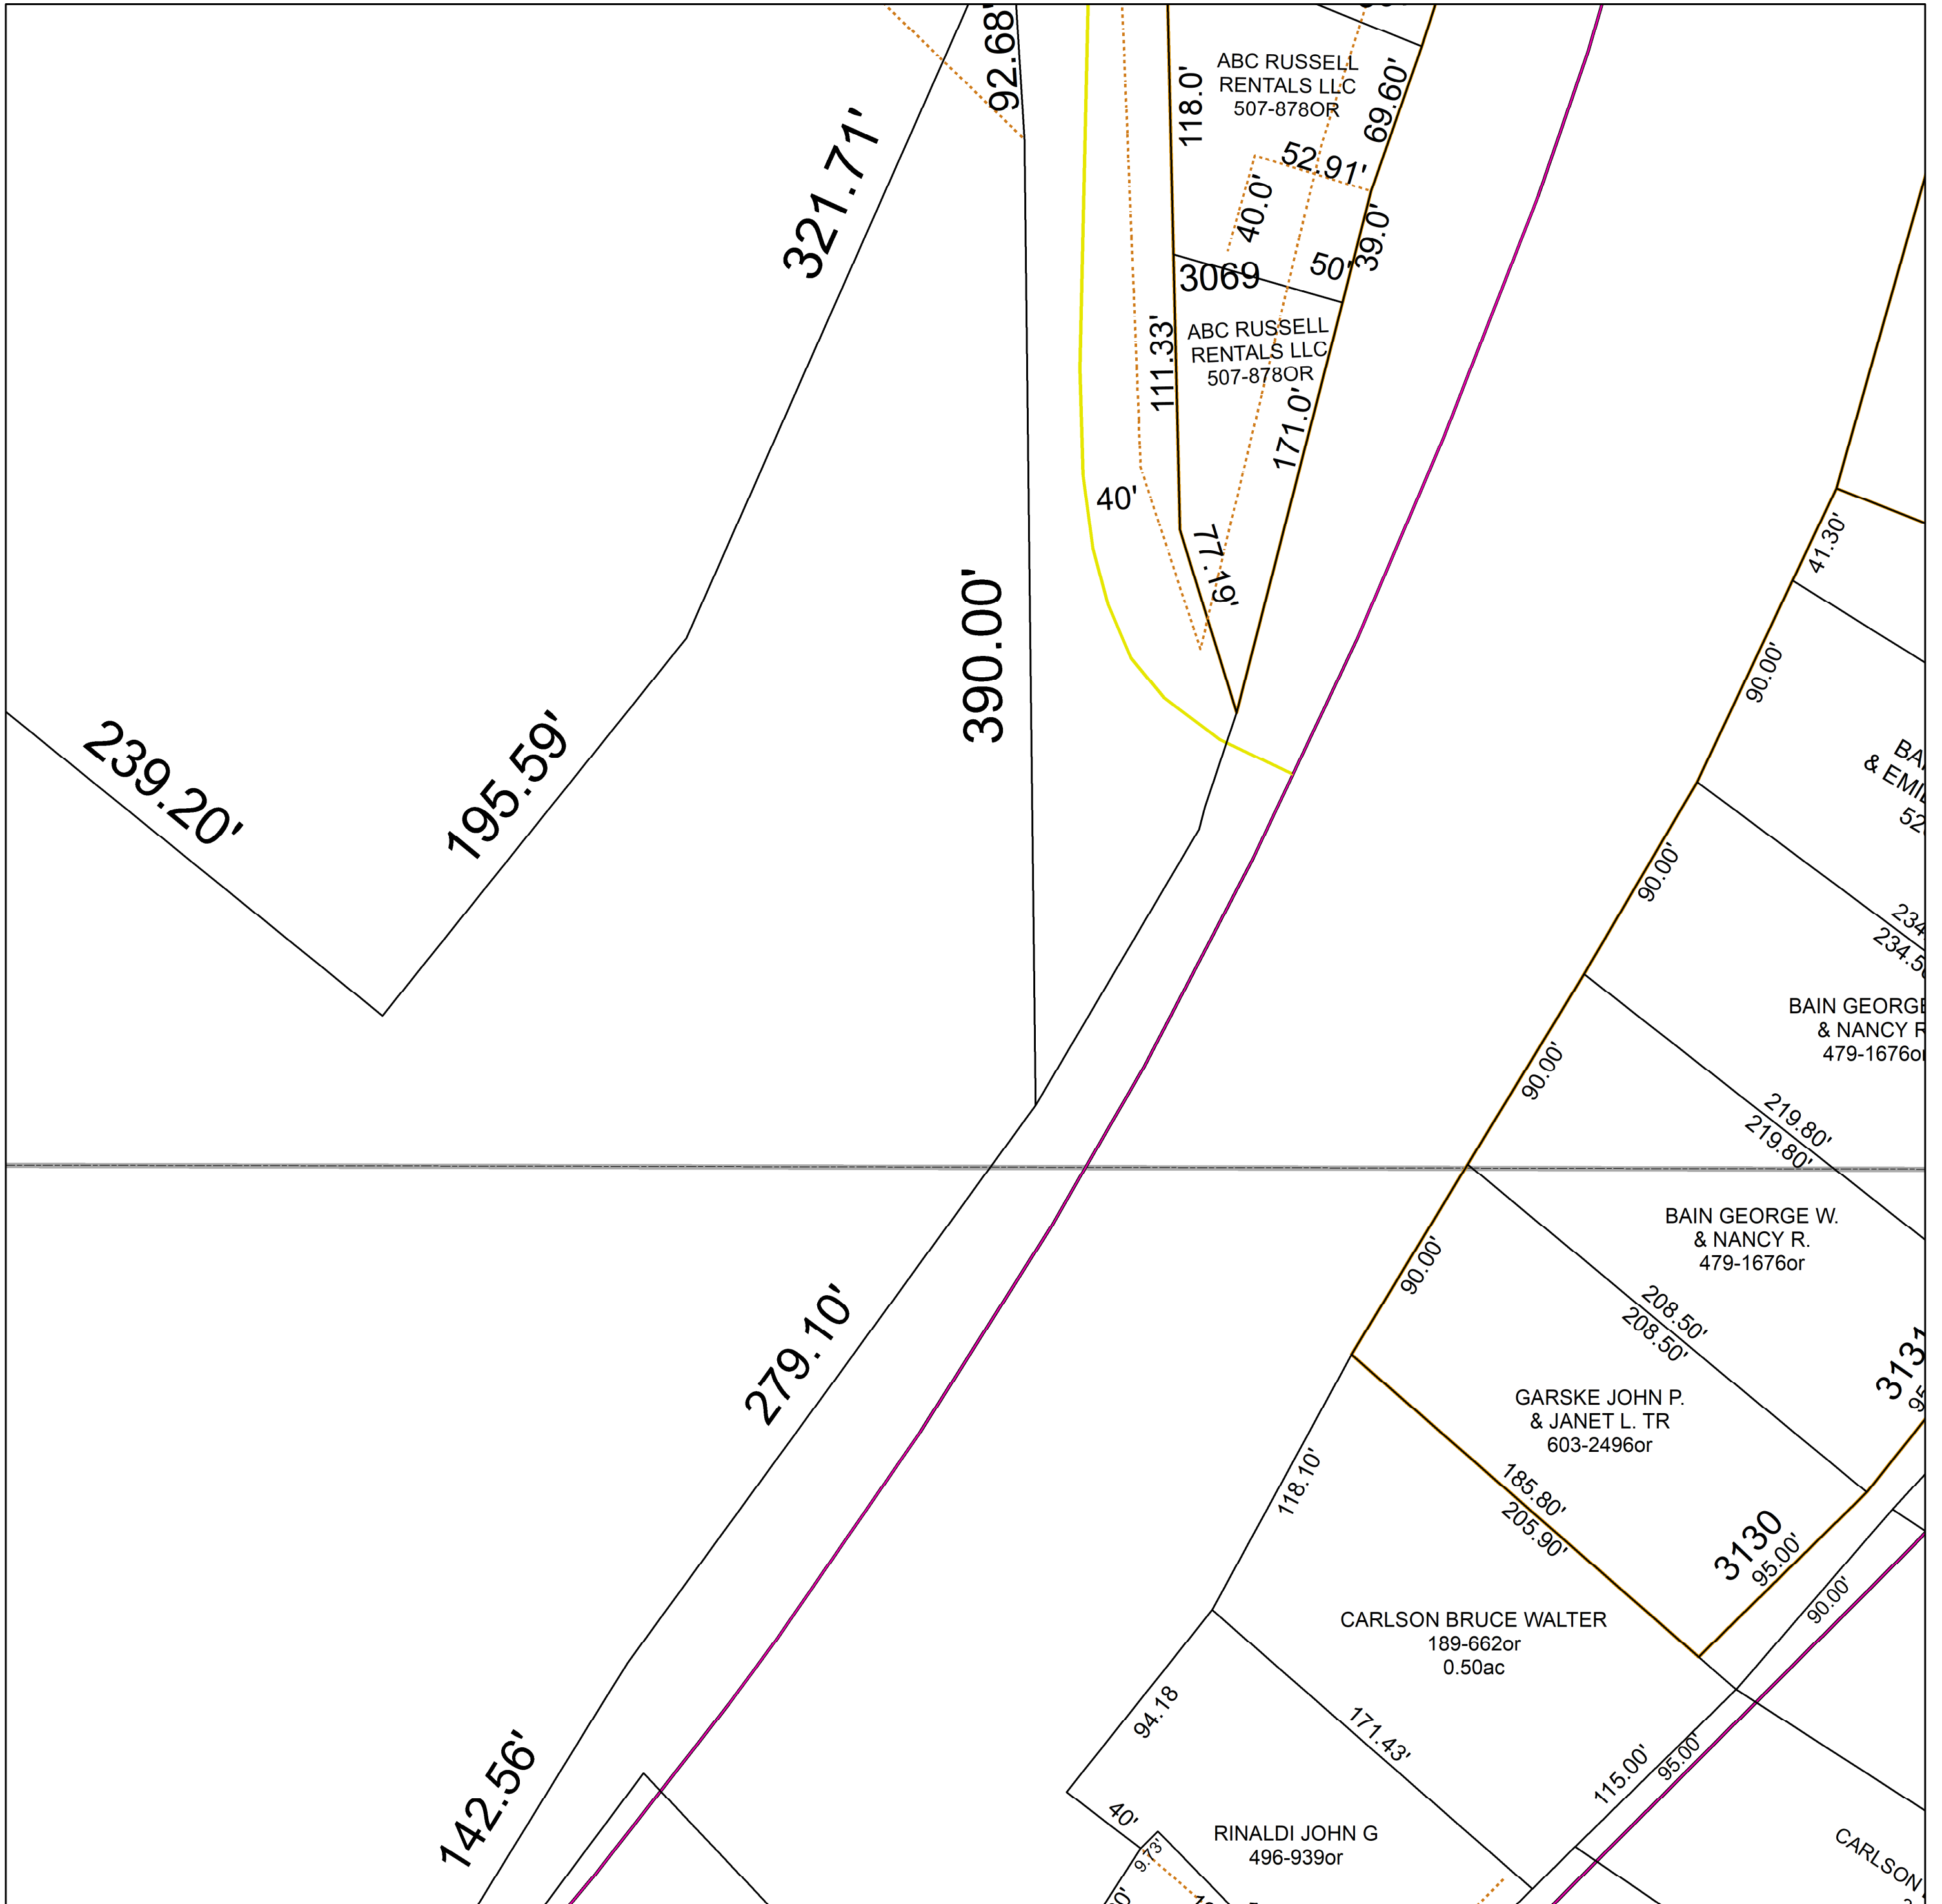 92.68'
ABC RUSSELL
RENTALS LLC
507-878OR
118.0'
69.60'
321.71'
52.91'
40.0'
39.0'
50'
3069
ABC RUSSELL
RENTALS LLC
507-878OR
111.33'
171.0'
40'
77.19'
41.30'
390.00'
90.00'
239.20'
195.59'
& EMIL
90.00'
234.50
BAIN GEORGE
& NANCY R
479-1676or
90.00'
219.80'
219.80'
BAIN GEORGE W.
& NANCY R.
479-1676or
90.00'
208.50'
208.50'
279.10'
3131
95
GARSKE JOHN P.
& JANET L. TR
603-2496or
118.10'
185.80'
205.90'
3130
95.00'
90.00'
CARLSON BRUCE WALTER
189-662or
0.50ac
94.18
171.43'
142.56'
115.00'
95.00'
40'
RINALDI JOHN G
496-939or
9.73'
CARLSON